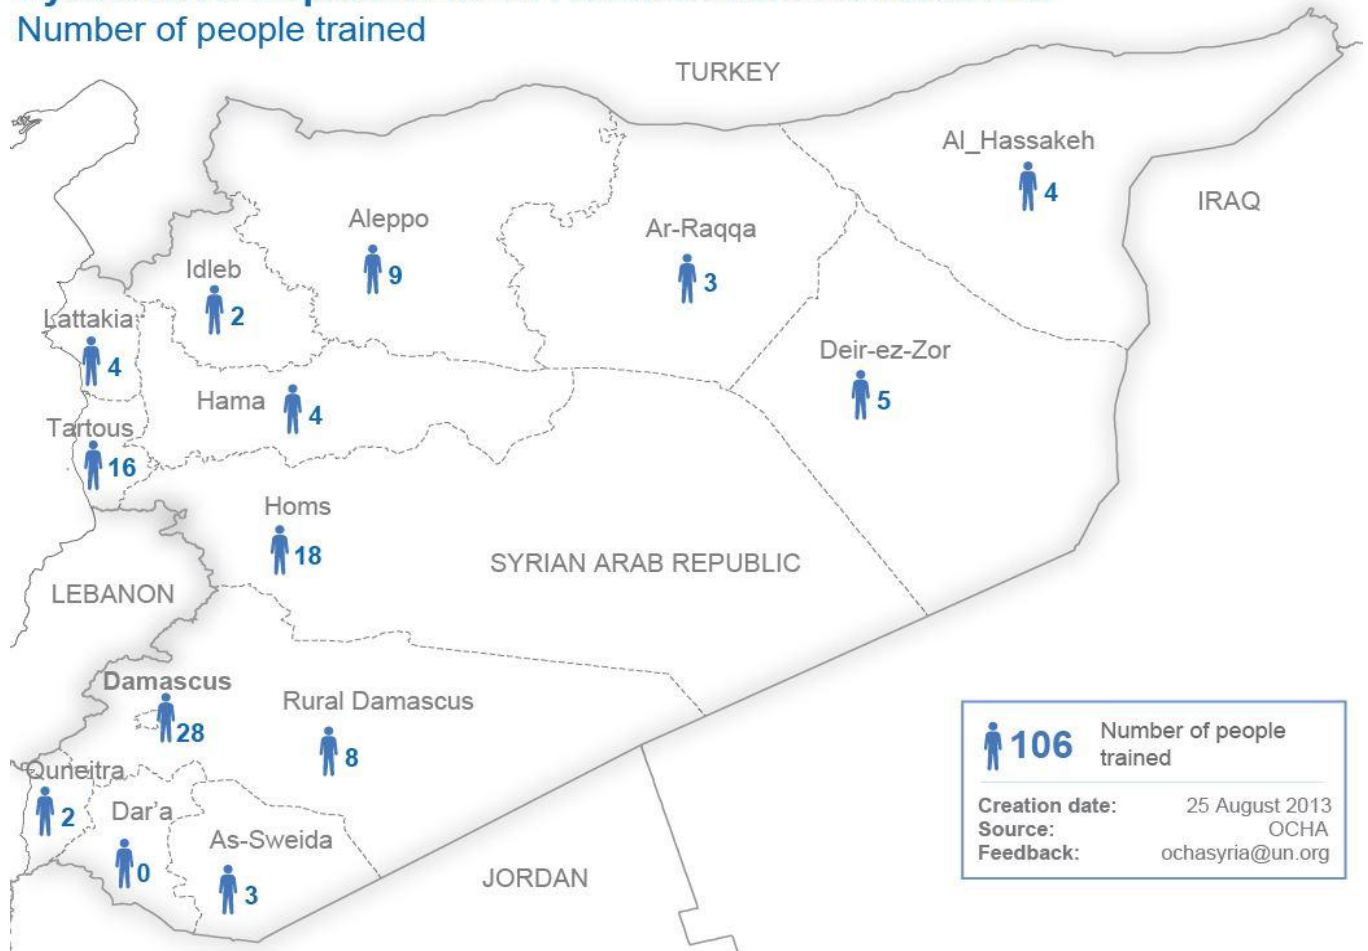 Number of people trained
TURKEY
Al_Hassakeh
4
IRAQ
Aleppo
9
Ar-Raqqa
3
Idleb
2
Lattakia
4
Deir-ez-Zor
5
Hama
4
Tartous
16
Homs
18
SYRIAN ARAB REPUBLIC
LEBANON
Damascus
28
Rural Damascus
8
Quneitra
2
Dar'a
0
As-Sweida
3
JORDAN
106 Number of people
trained
Creation date: 25 August 2013
Source: OCHA
Feedback: ochasyria@un.org